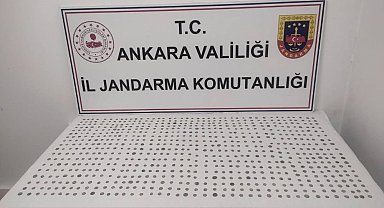 T.C.
ANKARA VALİLİĞİ
İL JANDARMA KOMUTANLIĞI